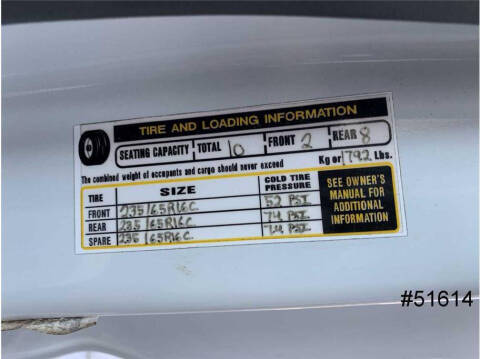 TIRE AND LOADING INFORMATION
SEATING CAPACITY TOTAL 10 FRONT 2 REAR 8
The combined weight of occupants and cargo should never exceed Kg or 1792 Lbs.
TIRE SIZE COLD TIRE PRESSURE
FRONT 235/65R16C 52 PSI
REAR 235/65R16C 74 PSI
SPARE 235/65R16C 74 PSI
SEE OWNER'S
MANUAL FOR
ADDITIONAL
INFORMATION
#51614